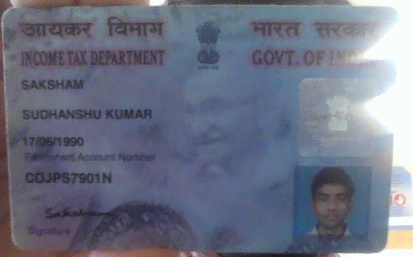 आयकर विभाग
भारत सरकार
INCOME TAX DEPARTMENT
GOVT. OF
SAKSHAM
SUDHANSHU KUMAR
17/06/1990
Permanent Account Number
CDJPS7901N
Saksham
Signature